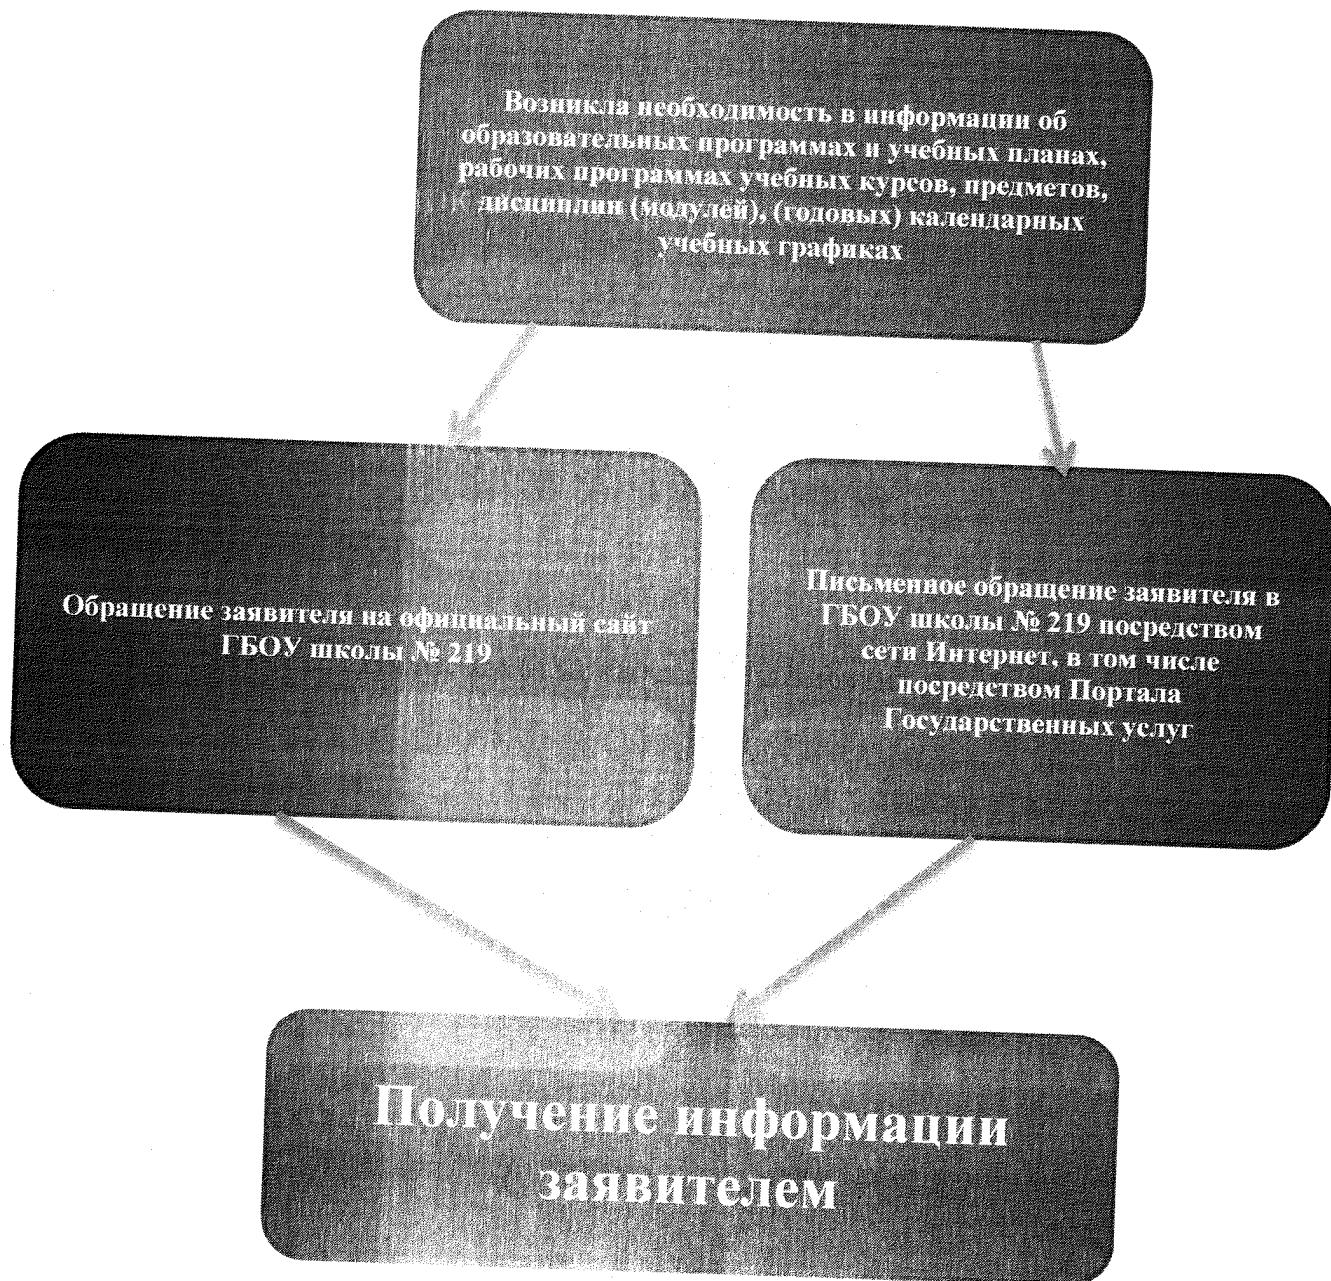 Возникла необходимость в информации об
образовательных программах и учебных планах,
рабочих программах учебных курсов, предметов,
дисциплин (модулей), (годовых) календарных
учебных графиках
Обращение заявителя на официальный сайт
ГБОУ школы № 219
Письменное обращение заявителя в
ГБОУ школы № 219 посредством
сети Интернет, в том числе
посредством Портала
Государственных услуг
Получение информации
заявителем